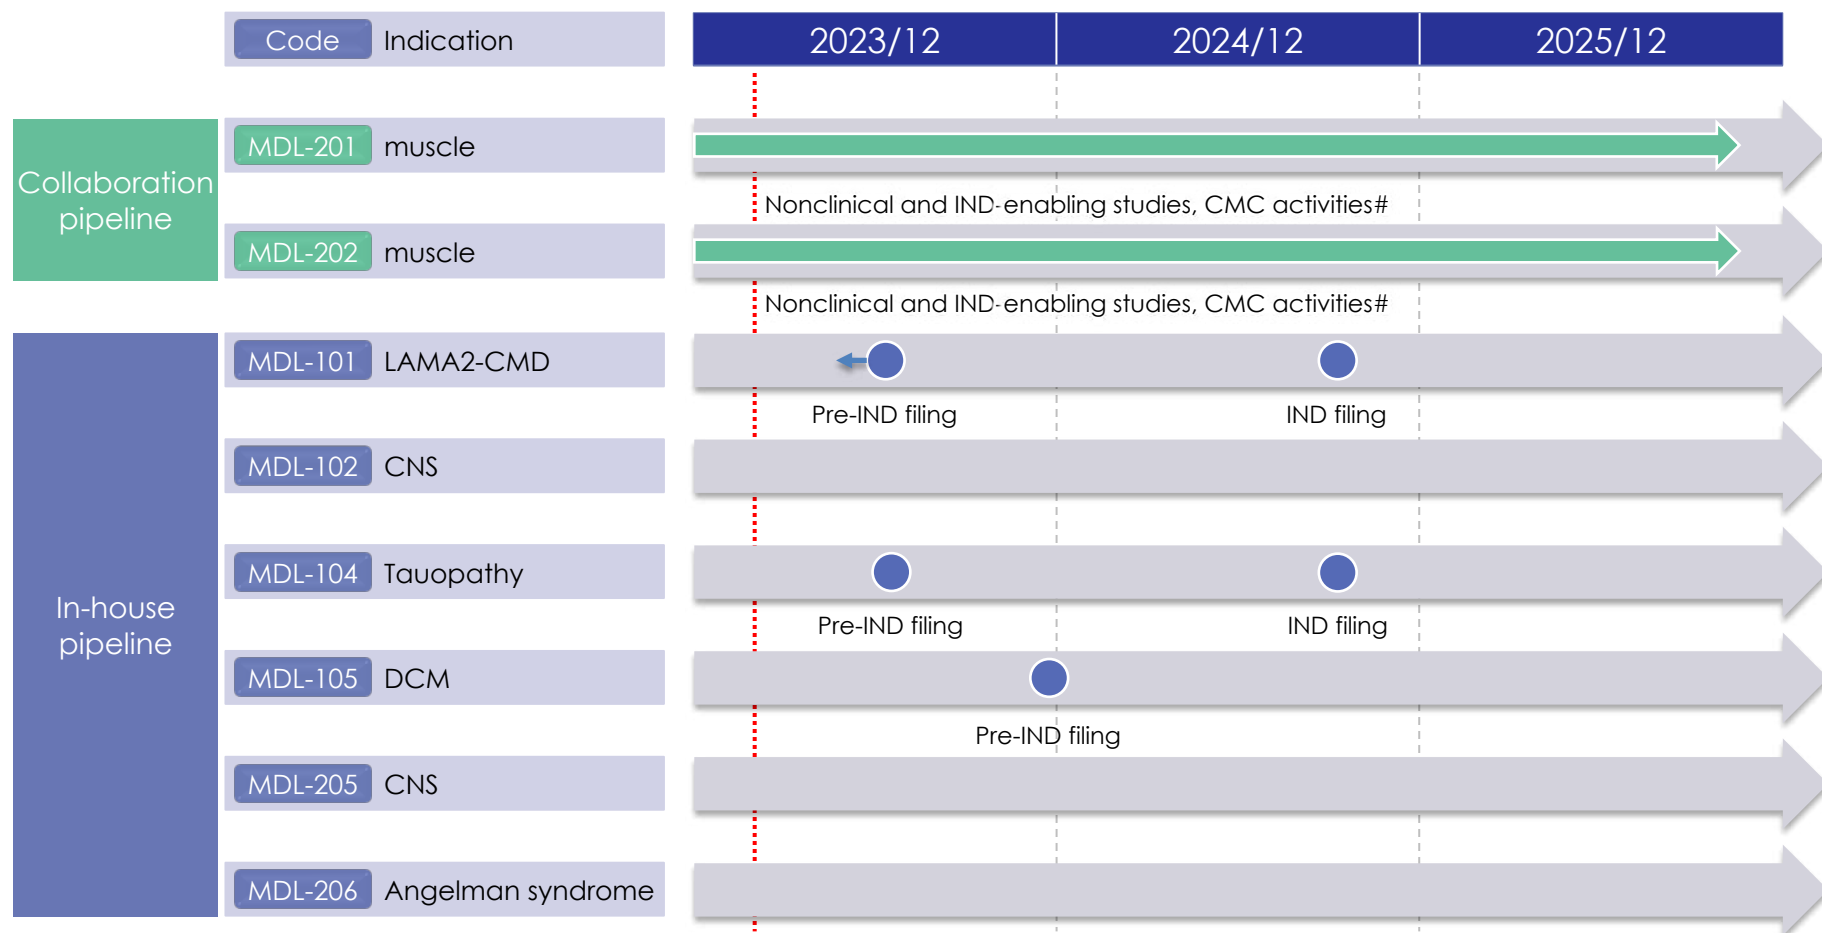 Code Indication 2023/12 2024/12 2025/12
Collaboration
pipeline
MDL-201 muscle
Nonclinical and IND-enabling studies, CMC activities#
MDL-202 muscle
Nonclinical and IND-enabling studies, CMC activities#
In-house
pipeline
MDL-101 LAMA2-CMD
Pre-IND filing IND filing
MDL-102 CNS
MDL-104 Tauopathy
Pre-IND filing IND filing
MDL-105 DCM
Pre-IND filing
MDL-205 CNS
MDL-206 Angelman syndrome